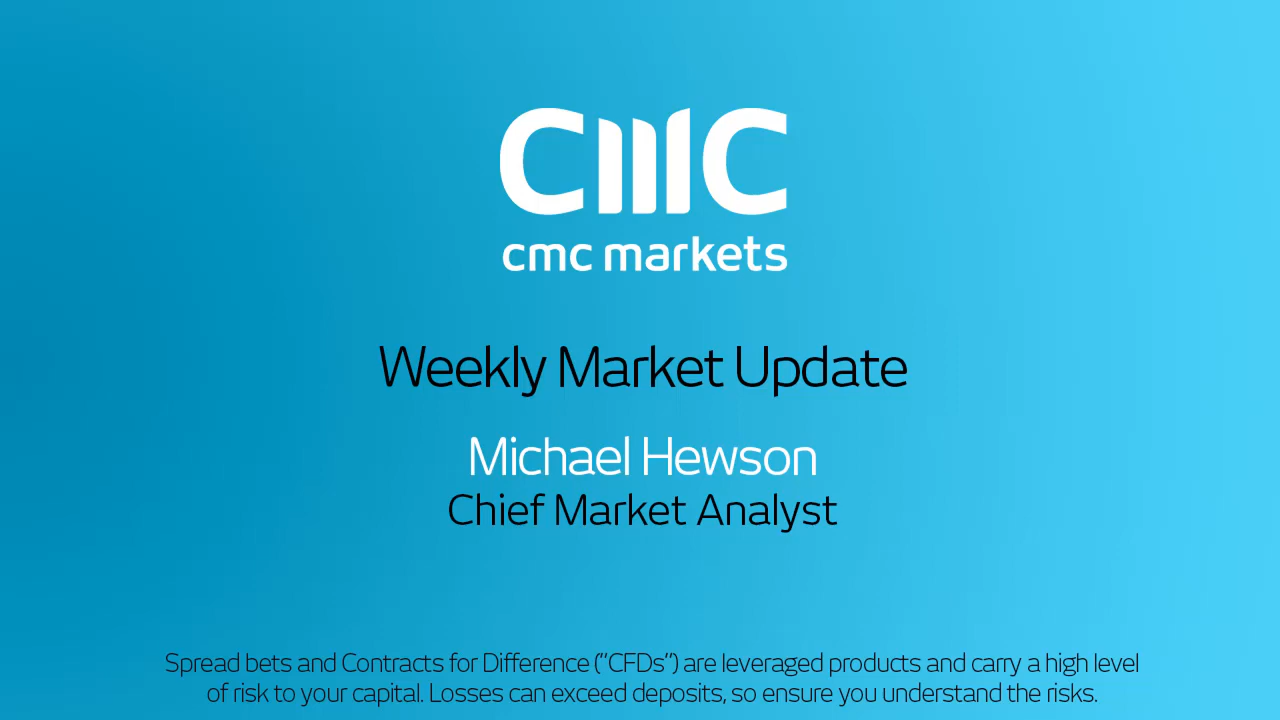 CMC
cmc markets
Weekly Market Update
Michael Hewson
Chief Market Analyst
Spread bets and Contracts for Difference ("CFDs") are leveraged products and carry a high level
of risk to your capital. Losses can exceed deposits, so ensure you understand the risks.